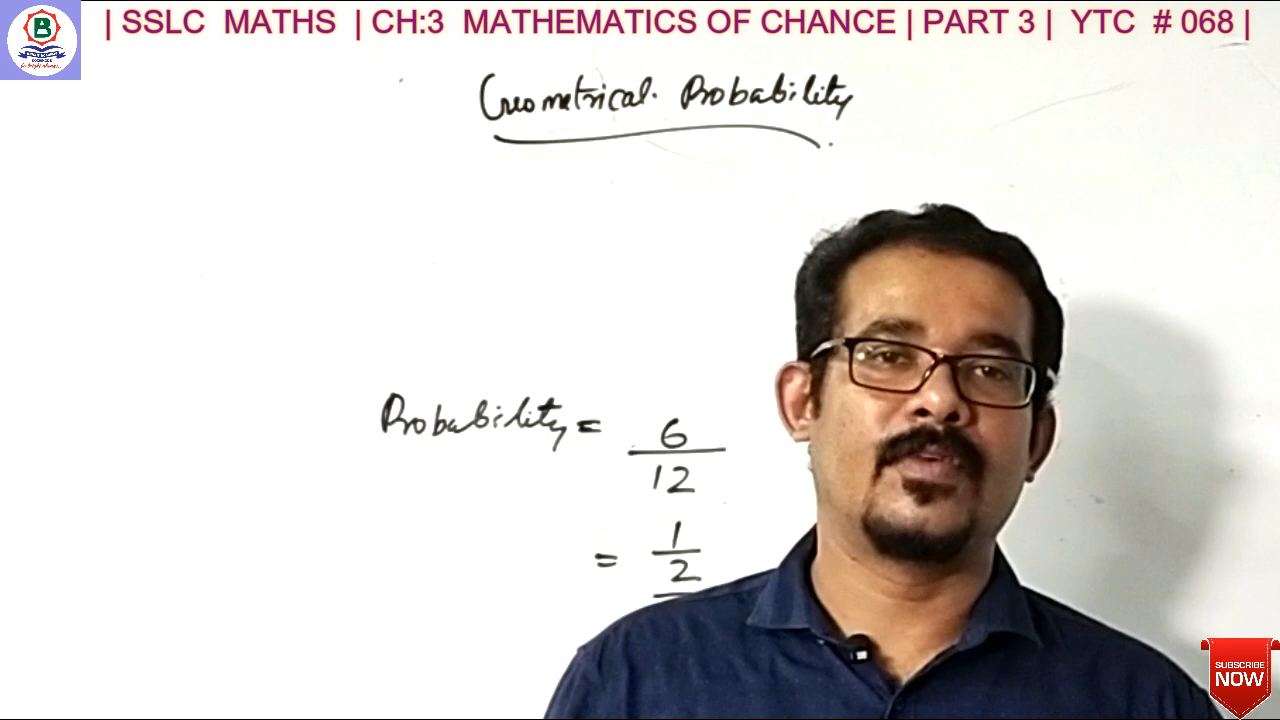 | SSLC MATHS | CH:3 MATHEMATICS OF CHANCE | PART 3 | YTC # 068 |
B
Geometrical Probability
Probability = 6
12
= 1
2
SUBSCRIBE
NOW